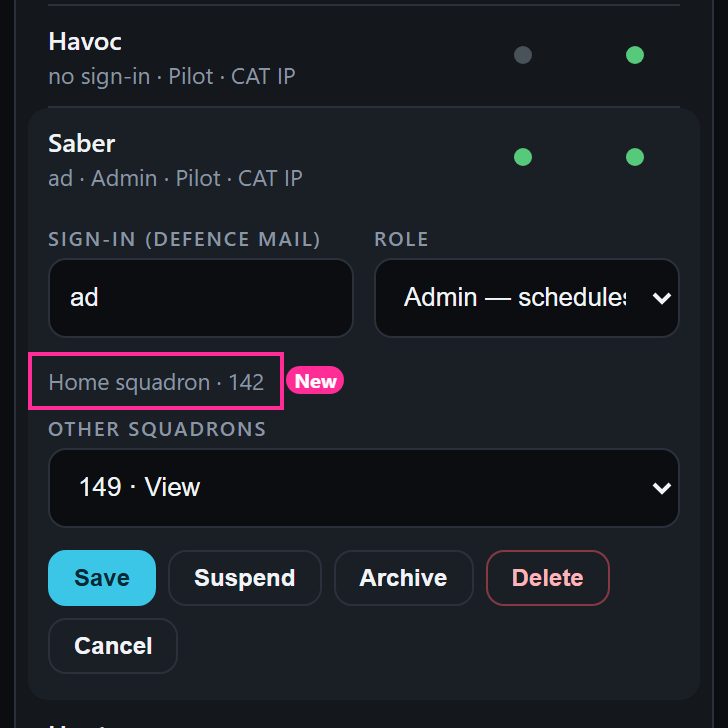 Havoc
no sign-in · Pilot · CAT IP
Saber
ad · Admin · Pilot · CAT IP
SIGN-IN (DEFENCE MAIL)
ROLE
ad
Admin — schedules
Home squadron · 142
New
OTHER SQUADRONS
149 · View
Save
Suspend
Archive
Delete
Cancel